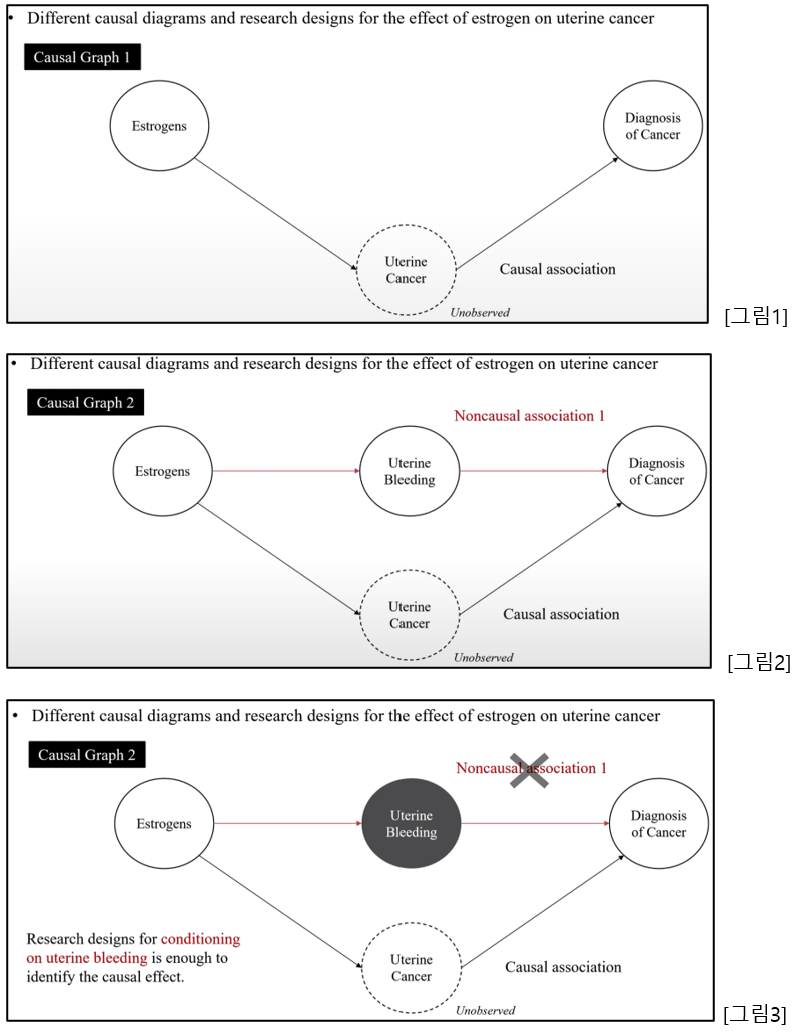 • Different causal diagrams and research designs for the effect of estrogen on uterine cancer
Causal Graph 1
Estrogens
Diagnosis
of Cancer
Uterine
Cancer
Causal association
Unobserved
[그림1]
• Different causal diagrams and research designs for the effect of estrogen on uterine cancer
Causal Graph 2
Noncausal association 1
Estrogens
Uterine
Bleeding
Diagnosis
of Cancer
Uterine
Cancer
Causal association
Unobserved
[그림2]
• Different causal diagrams and research designs for the effect of estrogen on uterine cancer
Causal Graph 2
Noncausal association 1
Estrogens
Uterine
Bleeding
Diagnosis
of Cancer
Research designs for conditioning
on uterine bleeding is enough to
identify the causal effect.
Uterine
Cancer
Causal association
Unobserved
[그림3]